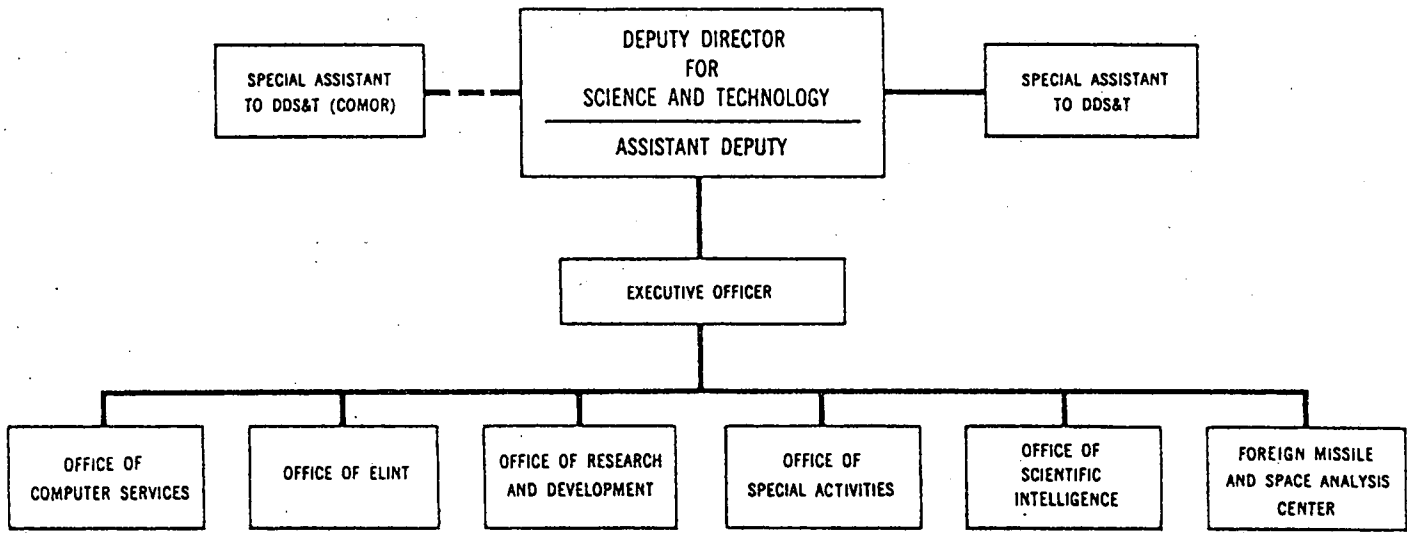 DEPUTY DIRECTOR
FOR
SCIENCE AND TECHNOLOGY
ASSISTANT DEPUTY
SPECIAL ASSISTANT
TO DDS&T (COMOR)
SPECIAL ASSISTANT
TO DDS&T
EXECUTIVE OFFICER
OFFICE OF
COMPUTER SERVICES
OFFICE OF ELINT
OFFICE OF RESEARCH
AND DEVELOPMENT
OFFICE OF
SPECIAL ACTIVITIES
OFFICE OF
SCIENTIFIC
INTELLIGENCE
FOREIGN MISSILE
AND SPACE ANALYSIS
CENTER